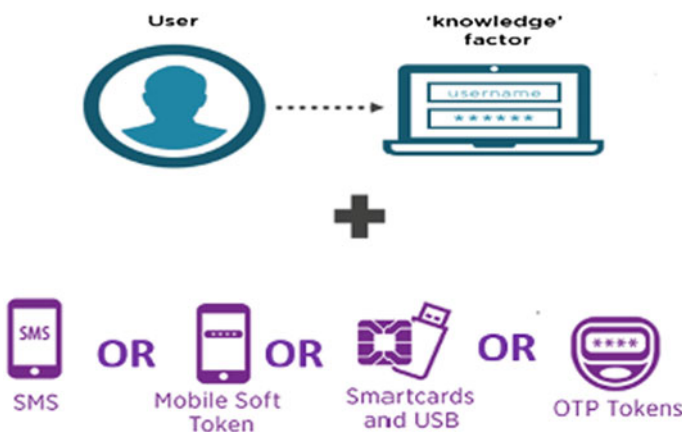 User
'knowledge'
factor
username
******
+
SMS
OR
****
OR
OR
****
SMS
Mobile Soft
Token
Smartcards
and USB
OTP Tokens